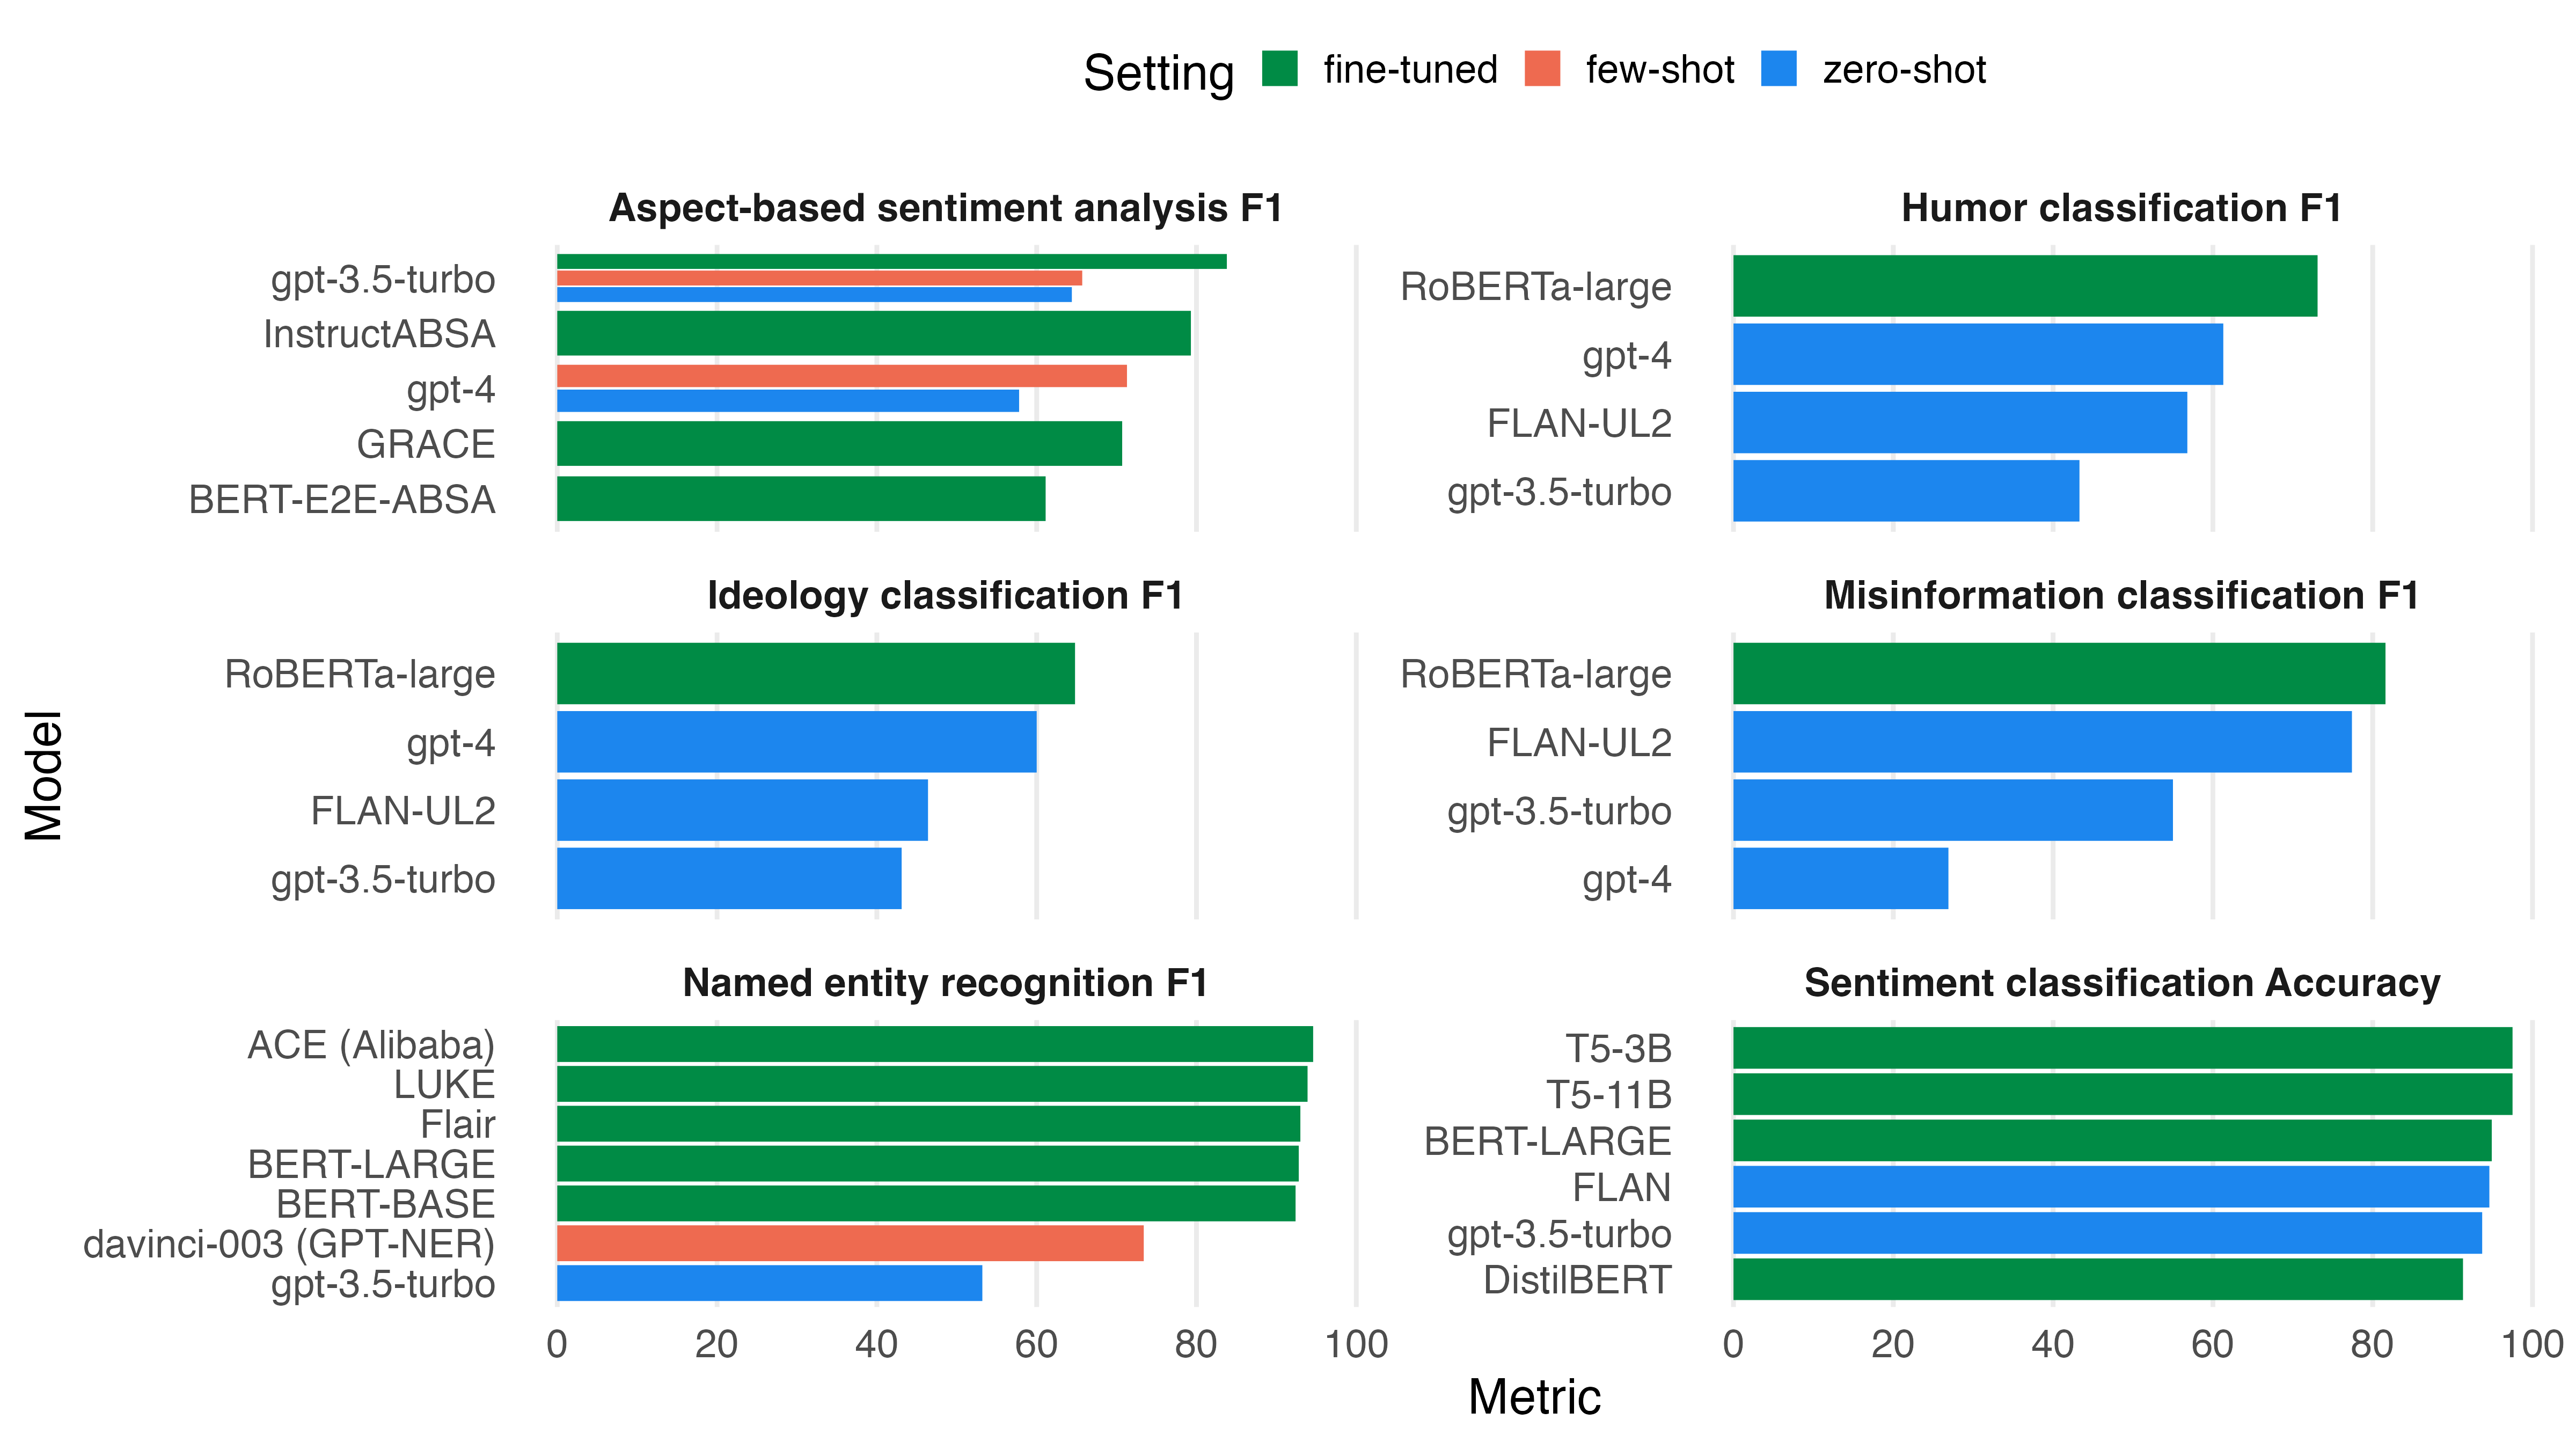 Setting fine-tuned few-shot zero-shot
Aspect-based sentiment analysis F1
gpt-3.5-turbo
InstructABSA
gpt-4
GRACE
BERT-E2E-ABSA
Humor classification F1
RoBERTa-large
gpt-4
FLAN-UL2
gpt-3.5-turbo
Ideology classification F1
RoBERTa-large
gpt-4
FLAN-UL2
gpt-3.5-turbo
Misinformation classification F1
RoBERTa-large
FLAN-UL2
gpt-3.5-turbo
gpt-4
Model
Named entity recognition F1
ACE (Alibaba)
LUKE
Flair
BERT-LARGE
BERT-BASE
davinci-003 (GPT-NER)
gpt-3.5-turbo
0 20 40 60 80 100
Sentiment classification Accuracy
T5-3B
T5-11B
BERT-LARGE
FLAN
gpt-3.5-turbo
DistilBERT
0 20 40 60 80 100
Metric